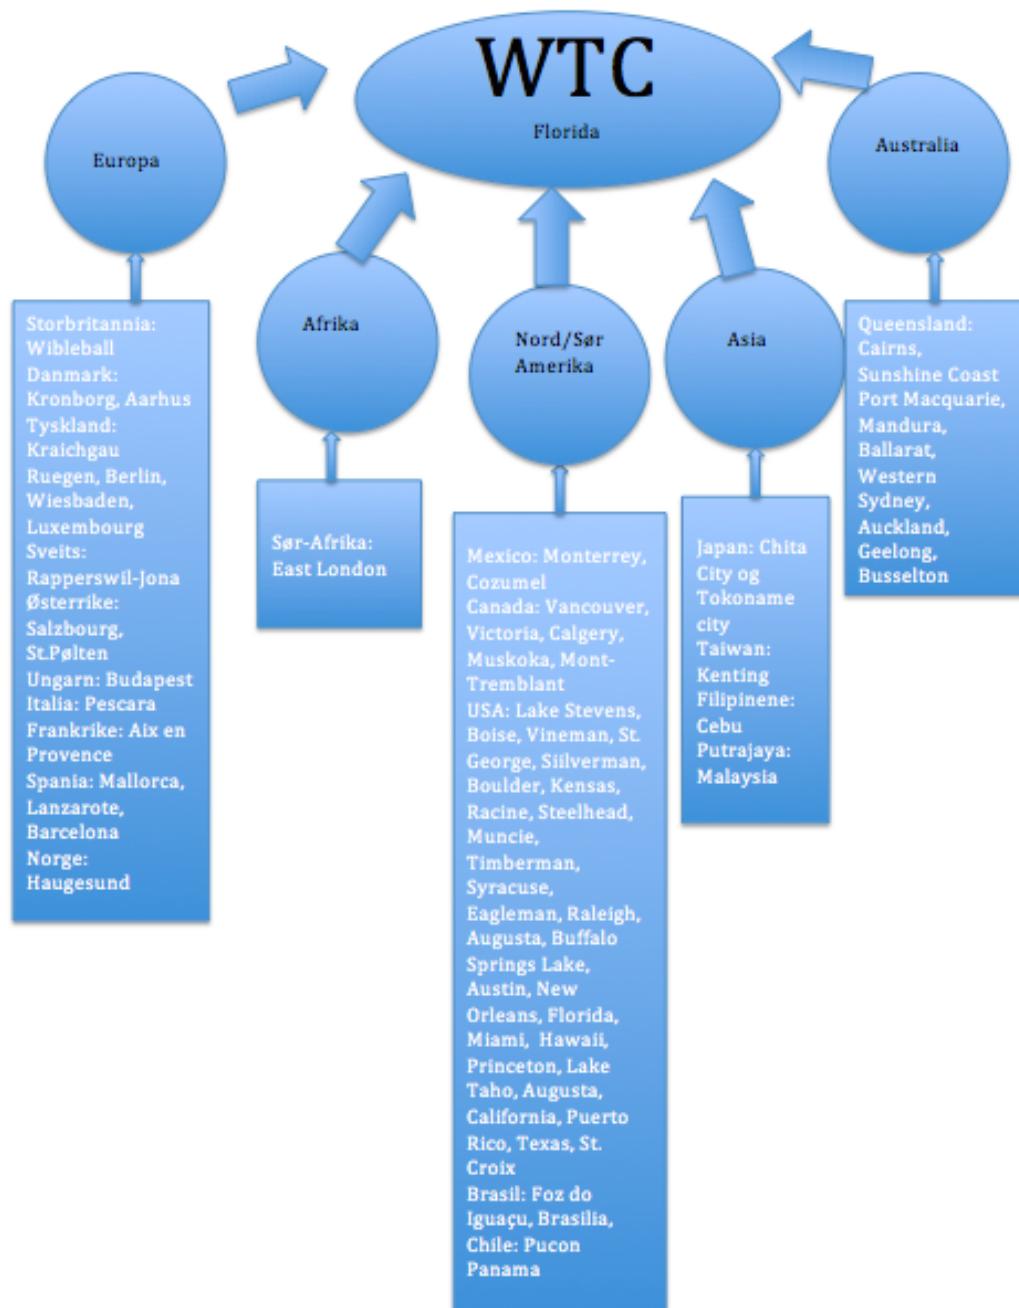 WTC
Florida
Europa
Australia
Afrika
Nord/Sør
Amerika
Asia
Storbritannia:
Wibleball
Danmark:
Kronborg, Aarhus
Tyskland:
Kraichgau
Ruegen, Berlin,
Wiesbaden,
Luxembourg
Sveits:
Rapperswil-Jona
Østerrike:
Salzbourg,
St.Pølten
Ungarn: Budapest
Italia: Pescara
Frankrike: Aix en
Provence
Spania: Mallorca,
Lanzarote,
Barcelona
Norge:
Haugesund
Sør-Afrika:
East London
Mexico: Monterrey,
Cozumel
Canada: Vancouver,
Victoria, Calgery,
Muskoka, Mont-
Tremblant
USA: Lake Stevens,
Boise, Vineman, St.
George, Siilverman,
Boulder, Kensas,
Racine, Steelhead,
Muncie,
Timberman,
Syracuse,
Eagleman, Raleigh,
Augusta, Buffalo
Springs Lake,
Austin, New
Orleans, Florida,
Miami, Hawaii,
Princeton, Lake
Taho, Augusta,
California, Puerto
Rico, Texas, St.
Croix
Brasil: Foz do
Iguaçu, Brasilia,
Chile: Pucon
Panama
Japan: Chita
City og
Tokoname
city
Taiwan:
Kenting
Filipinene:
Cebu
Putrajaya:
Malaysia
Queensland:
Cairns,
Sunshine Coast
Port Macquarie,
Mandura,
Ballarat,
Western
Sydney,
Auckland,
Geelong,
Busselton